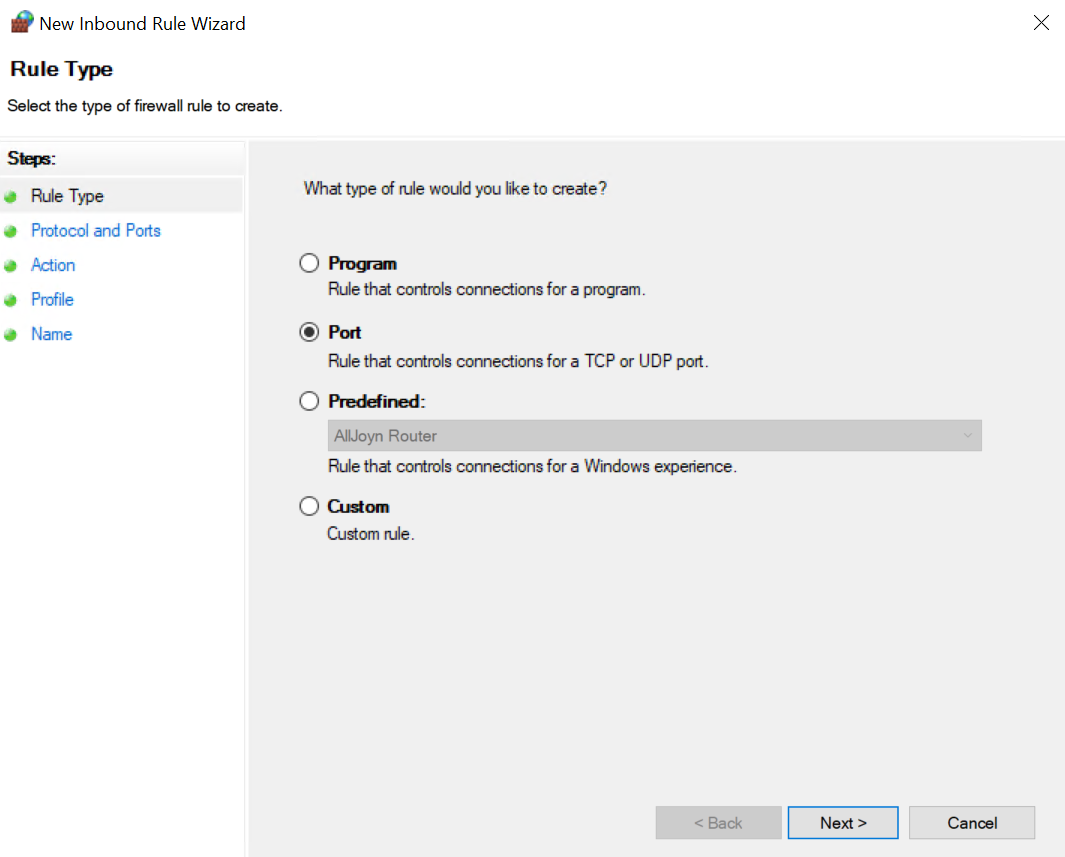 New Inbound Rule Wizard
Rule Type
Select the type of firewall rule to create.
Steps:
Rule Type
Protocol and Ports
Action
Profile
Name
What type of rule would you like to create?
Program
Rule that controls connections for a program.
Port
Rule that controls connections for a TCP or UDP port.
Predefined:
AllJoyn Router
Rule that controls connections for a Windows experience.
Custom
Custom rule.
< Back
Next >
Cancel